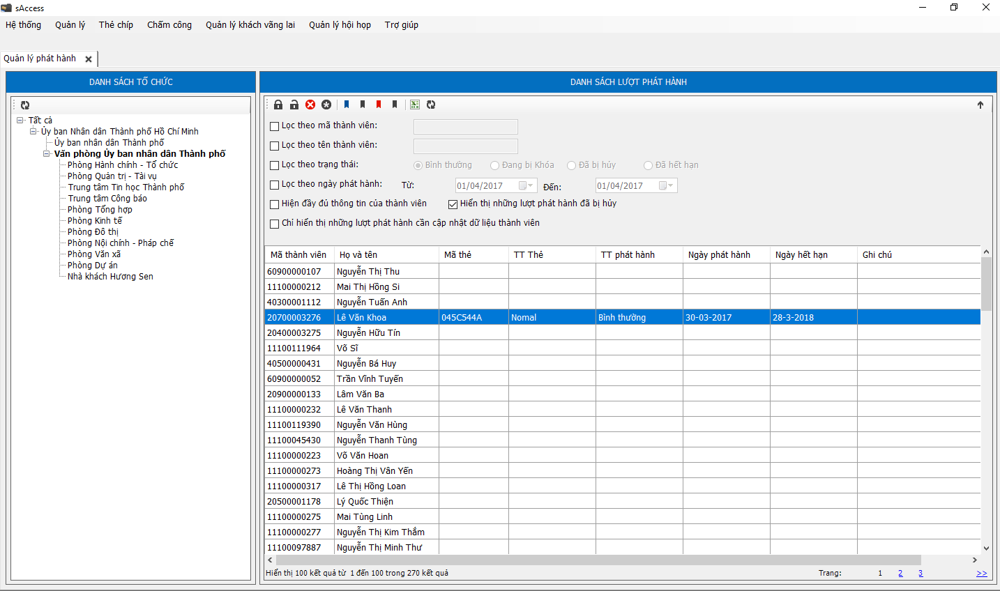 sAccess
Hệ thống Quản lý Thẻ chíp Chấm công Quản lý khách vãng lai Quản lý hội họp Trợ giúp
Quản lý phát hành
DANH SÁCH TỔ CHỨC
Tất cả
Ủy ban Nhân dân Thành phố Hồ Chí Minh
Ủy ban nhân dân Thành phố
Văn phòng Ủy ban nhân dân Thành phố
Phòng Hành chính - Tổ chức
Phòng Quản trị - Tài vụ
Trung tâm Tin học Thành phố
Trung tâm Công báo
Phòng Tổng hợp
Phòng Kinh tế
Phòng Đô thị
Phòng Nội chính - Pháp chế
Phòng Văn xã
Phòng Dự án
Nhà khách Hương Sen
DANH SÁCH LƯỢT PHÁT HÀNH
Lọc theo mã thành viên:
Lọc theo tên thành viên:
Lọc theo trạng thái: Bình thường Đang bị Khóa Đã bị hủy Đã hết hạn
Lọc theo ngày phát hành: Từ: 01/04/2017 Đến: 01/04/2017
Hiện đầy đủ thông tin của thành viên Hiển thị những lượt phát hành đã bị hủy
Chỉ hiển thị những lượt phát hành cần cập nhật dữ liệu thành viên
Mã thành viên Họ và tên Mã thẻ TT Thẻ TT phát hành Ngày phát hành Ngày hết hạn Ghi chú
60900000107 Nguyễn Thị Thu
11100000212 Mai Thị Hồng Si
40300001112 Nguyễn Tuấn Anh
20700003276 Lê Văn Khoa 045C544A Nomal Bình thường 30-03-2017 28-3-2018
20400003275 Nguyễn Hữu Tín
11100111964 Võ Sĩ
40500000431 Nguyễn Bá Huy
60900000052 Trần Vĩnh Tuyến
20900000133 Lâm Văn Ba
11100000232 Lê Văn Thanh
11100119390 Nguyễn Văn Hùng
11100045430 Nguyễn Thanh Tùng
11100000223 Võ Văn Hoan
11100000273 Hoàng Thị Vân Yến
11100000317 Lê Thị Hồng Loan
20500001178 Lý Quốc Thiện
11100000275 Mai Tùng Linh
11100000277 Nguyễn Thị Kim Thắm
11100097887 Nguyễn Thị Minh Thư
Hiển thị 100 kết quả từ 1 đến 100 trong 270 kết quả Trang: 1 2 3 >>